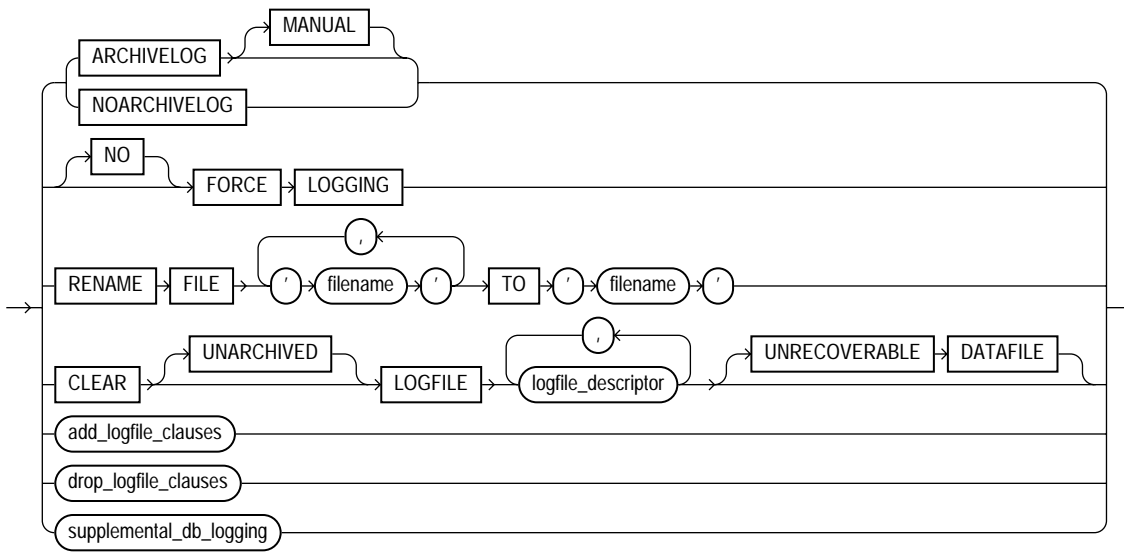 MANUAL
ARCHIVELOG
NOARCHIVELOG
NO
FORCE LOGGING
,
RENAME FILE ' filename ' TO ' filename '
UNARCHIVED , UNRECOVERABLE DATAFILE
CLEAR LOGFILE logfile_descriptor
add_logfile_clauses
drop_logfile_clauses
supplemental_db_logging